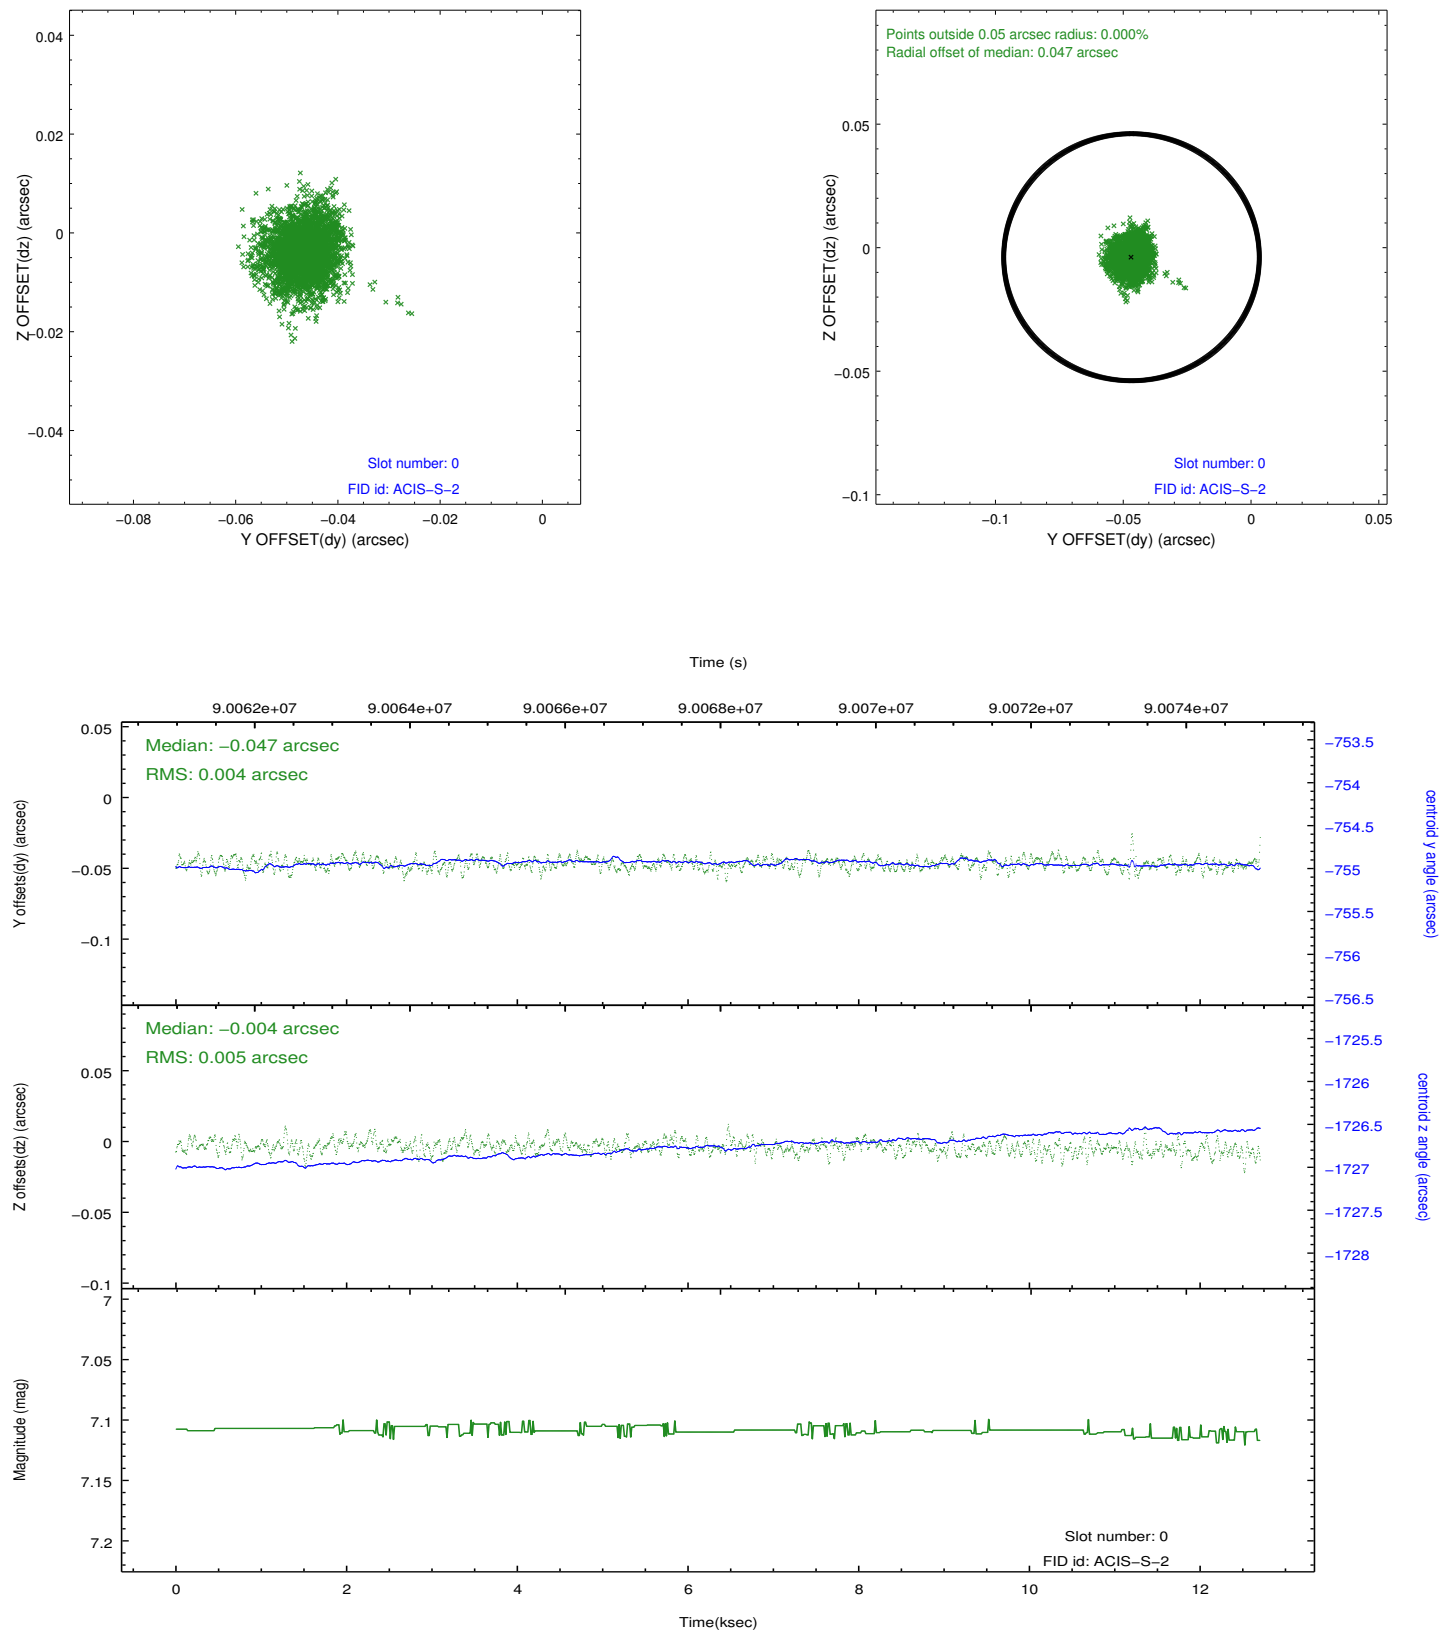 0.04
0.02
0
−0.02
−0.04
Z OFFSET(dz) (arcsec)
Slot number: 0
FID id: ACIS−S−2
−0.08 −0.06 −0.04 −0.02 0
Y OFFSET(dy) (arcsec)
Points outside 0.05 arcsec radius: 0.000%
Radial offset of median: 0.047 arcsec
0.05
0
−0.05
−0.1
Z OFFSET(dz) (arcsec)
Slot number: 0
FID id: ACIS−S−2
−0.1 −0.05 0 0.05
Y OFFSET(dy) (arcsec)
Time (s)
9.0062e+07 9.0064e+07 9.0066e+07 9.0068e+07 9.007e+07 9.0072e+07 9.0074e+07
Median: −0.047 arcsec
RMS: 0.004 arcsec
0.05
0
−0.05
−0.1
Y offsets(dy) (arcsec)
−753.5
−754
−754.5
−755
−755.5
−756
−756.5
centroid y angle (arcsec)
Median: −0.004 arcsec
RMS: 0.005 arcsec
0.05
0
−0.05
−0.1
Z offsets(dz) (arcsec)
−1725.5
−1726
−1726.5
−1727
−1727.5
−1728
centroid z angle (arcsec)
7
7.05
7.1
7.15
7.2
Magnitude (mag)
Slot number: 0
FID id: ACIS−S−2
0 2 4 6 8 10 12
Time(ksec)